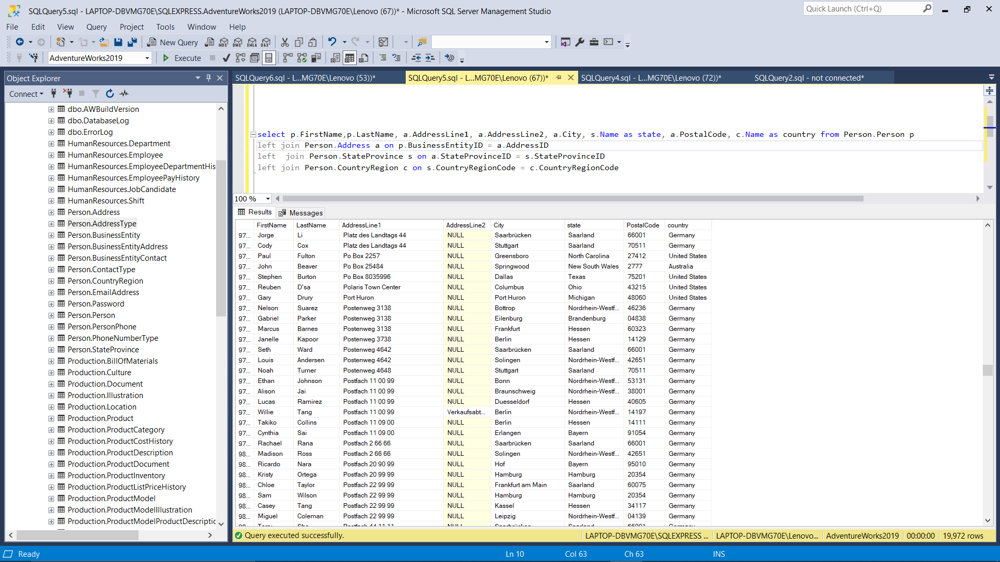 SQLQuery5.sql - LAPTOP-DBVMG70E\SQLEXPRESS.AdventureWorks2019 (LAPTOP-DBVMG70E\Lenovo (67))* - Microsoft SQL Server Management Studio
Quick Launch (Ctrl+Q)
File Edit View Query Project Tools Window Help
New Query
MDX DMX XMLA DAX
AdventureWorks2019
Execute
Object Explorer
Connect
dbo.AWBuildVersion
dbo.DatabaseLog
dbo.ErrorLog
HumanResources.Department
HumanResources.Employee
HumanResources.EmployeeDepartmentHis
HumanResources.EmployeePayHistory
HumanResources.JobCandidate
HumanResources.Shift
Person.Address
Person.AddressType
Person.BusinessEntity
Person.BusinessEntityAddress
Person.BusinessEntityContact
Person.ContactType
Person.CountryRegion
Person.EmailAddress
Person.Password
Person.Person
Person.PersonPhone
Person.PhoneNumberType
Person.StateProvince
Production.BillOfMaterials
Production.Culture
Production.Document
Production.Illustration
Production.Location
Production.Product
Production.ProductCategory
Production.ProductCostHistory
Production.ProductDescription
Production.ProductDocument
Production.ProductInventory
Production.ProductListPriceHistory
Production.ProductModel
Production.ProductModelIllustration
Production.ProductModelProductDescriptic
SQLQuery6.sql - L...MG70E\Lenovo (53))* SQLQuery5.sql - L...MG70E\Lenovo (67))* SQLQuery4.sql - L...MG70E\Lenovo (72))* SQLQuery2.sql - not connected*
select p.FirstName,p.LastName, a.AddressLine1, a.AddressLine2, a.City, s.Name as state, a.PostalCode, c.Name as country from Person.Person p
left join Person.Address a on p.BusinessEntityID = a.AddressID
left  join Person.StateProvince s on a.StateProvinceID = s.StateProvinceID
left join Person.CountryRegion c on s.CountryRegionCode = c.CountryRegionCode
100 %
Results Messages
FirstName LastName AddressLine1 AddressLine2 City state PostalCode country
97... Jorge Li Platz des Landtags 44 NULL Saarbrücken Saarland 66001 Germany
97... Cody Cox Platz des Landtags 44 NULL Stuttgart Saarland 70511 Germany
97... Paul Fulton Po Box 2257 NULL Greensboro North Carolina 27412 United States
97... John Beaver Po Box 25484 NULL Springwood New South Wales 2777 Australia
97... Stephen Burton Po Box 8035996 NULL Dallas Texas 75201 United States
97... Reuben D'sa Polaris Town Center NULL Columbus Ohio 43215 United States
97... Gary Drury Port Huron NULL Port Huron Michigan 48060 United States
97... Nelson Suarez Postenweg 3138 NULL Bottrop Nordrhein-Westf... 46236 Germany
97... Gabriel Parker Postenweg 3138 NULL Eilenburg Brandenburg 04838 Germany
97... Marcus Barnes Postenweg 3138 NULL Frankfurt Hessen 60323 Germany
97... Janelle Kapoor Postenweg 3738 NULL Berlin Hessen 14129 Germany
97... Seth Ward Postenweg 4642 NULL Saarbrücken Saarland 66001 Germany
97... Louis Andersen Postenweg 4642 NULL Solingen Nordrhein-Westf... 42651 Germany
97... Noah Turner Postenweg 4648 NULL Stuttgart Saarland 70511 Germany
97... Ethan Johnson Postfach 11 00 99 NULL Bonn Nordrhein-Westf... 53131 Germany
97... Alison Jai Postfach 11 00 99 NULL Braunschweig Nordrhein-Westf... 38001 Germany
97... Lucas Ramirez Postfach 11 00 99 NULL Duesseldorf Hessen 40605 Germany
97... Willie Tang Postfach 11 00 99 Verkaufsabt... Berlin Nordrhein-Westf... 14197 Germany
97... Takiko Collins Postfach 11 09 00 NULL Berlin Hessen 14111 Germany
97... Cynthia Sai Postfach 11 09 00 NULL Erlangen Bayern 91054 Germany
97... Rachael Rana Postfach 2 66 66 NULL Saarbrücken Saarland 66001 Germany
98... Madison Ross Postfach 2 66 66 NULL Solingen Nordrhein-Westf... 42651 Germany
98... Ricardo Nara Postfach 20 90 99 NULL Hof Bayern 95010 Germany
98... Kristy Ortega Postfach 20 99 99 NULL Hamburg Hamburg 20354 Germany
98... Chloe Taylor Postfach 22 99 99 NULL Frankfurt am Main Saarland 60075 Germany
98... Sam Wilson Postfach 22 99 99 NULL Hamburg Hamburg 20354 Germany
98... Casey Tang Postfach 22 99 99 NULL Kassel Hessen 34117 Germany
98... Miguel Coleman Postfach 22 99 99 NULL Leipzig Nordrhein-Westf... 04139 Germany
Query executed successfully. LAPTOP-DBVMG70E\SQLEXPRESS ... LAPTOP-DBVMG70E\Lenovo... AdventureWorks2019 00:00:00 19,972 rows
Ready Ln 10 Col 63 Ch 63 INS